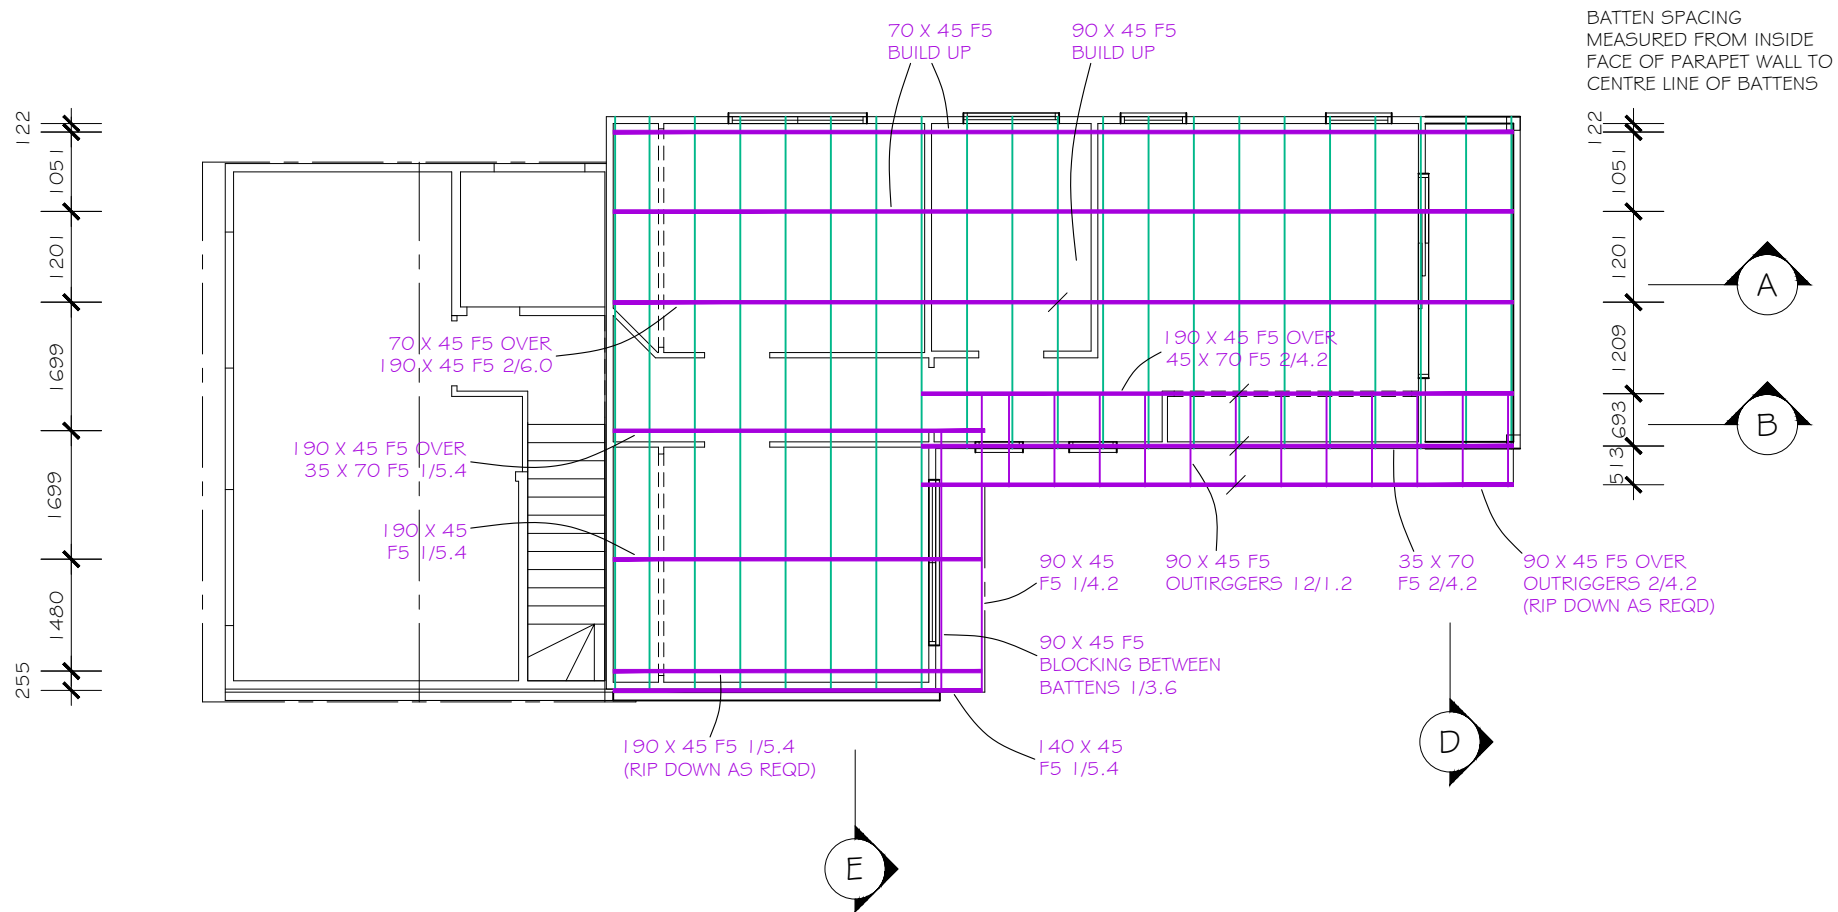 70 X 45 F5
BUILD UP
90 X 45 F5
BUILD UP
BATTEN SPACING
MEASURED FROM INSIDE
FACE OF PARAPET WALL TO
CENTRE LINE OF BATTENS
122
1051
1201
1699
1699
1480
255
122
1051
1201
1209
693
513
A
B
70 X 45 F5 OVER
190 X 45 F5 2/6.0
190 X 45 F5 OVER
45 X 70 F5 2/4.2
190 X 45 F5 OVER
35 X 70 F5 1/5.4
190 X 45
F5 1/5.4
90 X 45
F5 1/4.2
90 X 45 F5
OUTIRGGERS 12/1.2
35 X 70
F5 2/4.2
90 X 45 F5 OVER
OUTRIGGERS 2/4.2
(RIP DOWN AS REQD)
90 X 45 F5
BLOCKING BETWEEN
BATTENS 1/3.6
190 X 45 F5 1/5.4
(RIP DOWN AS REQD)
140 X 45
F5 1/5.4
D
E